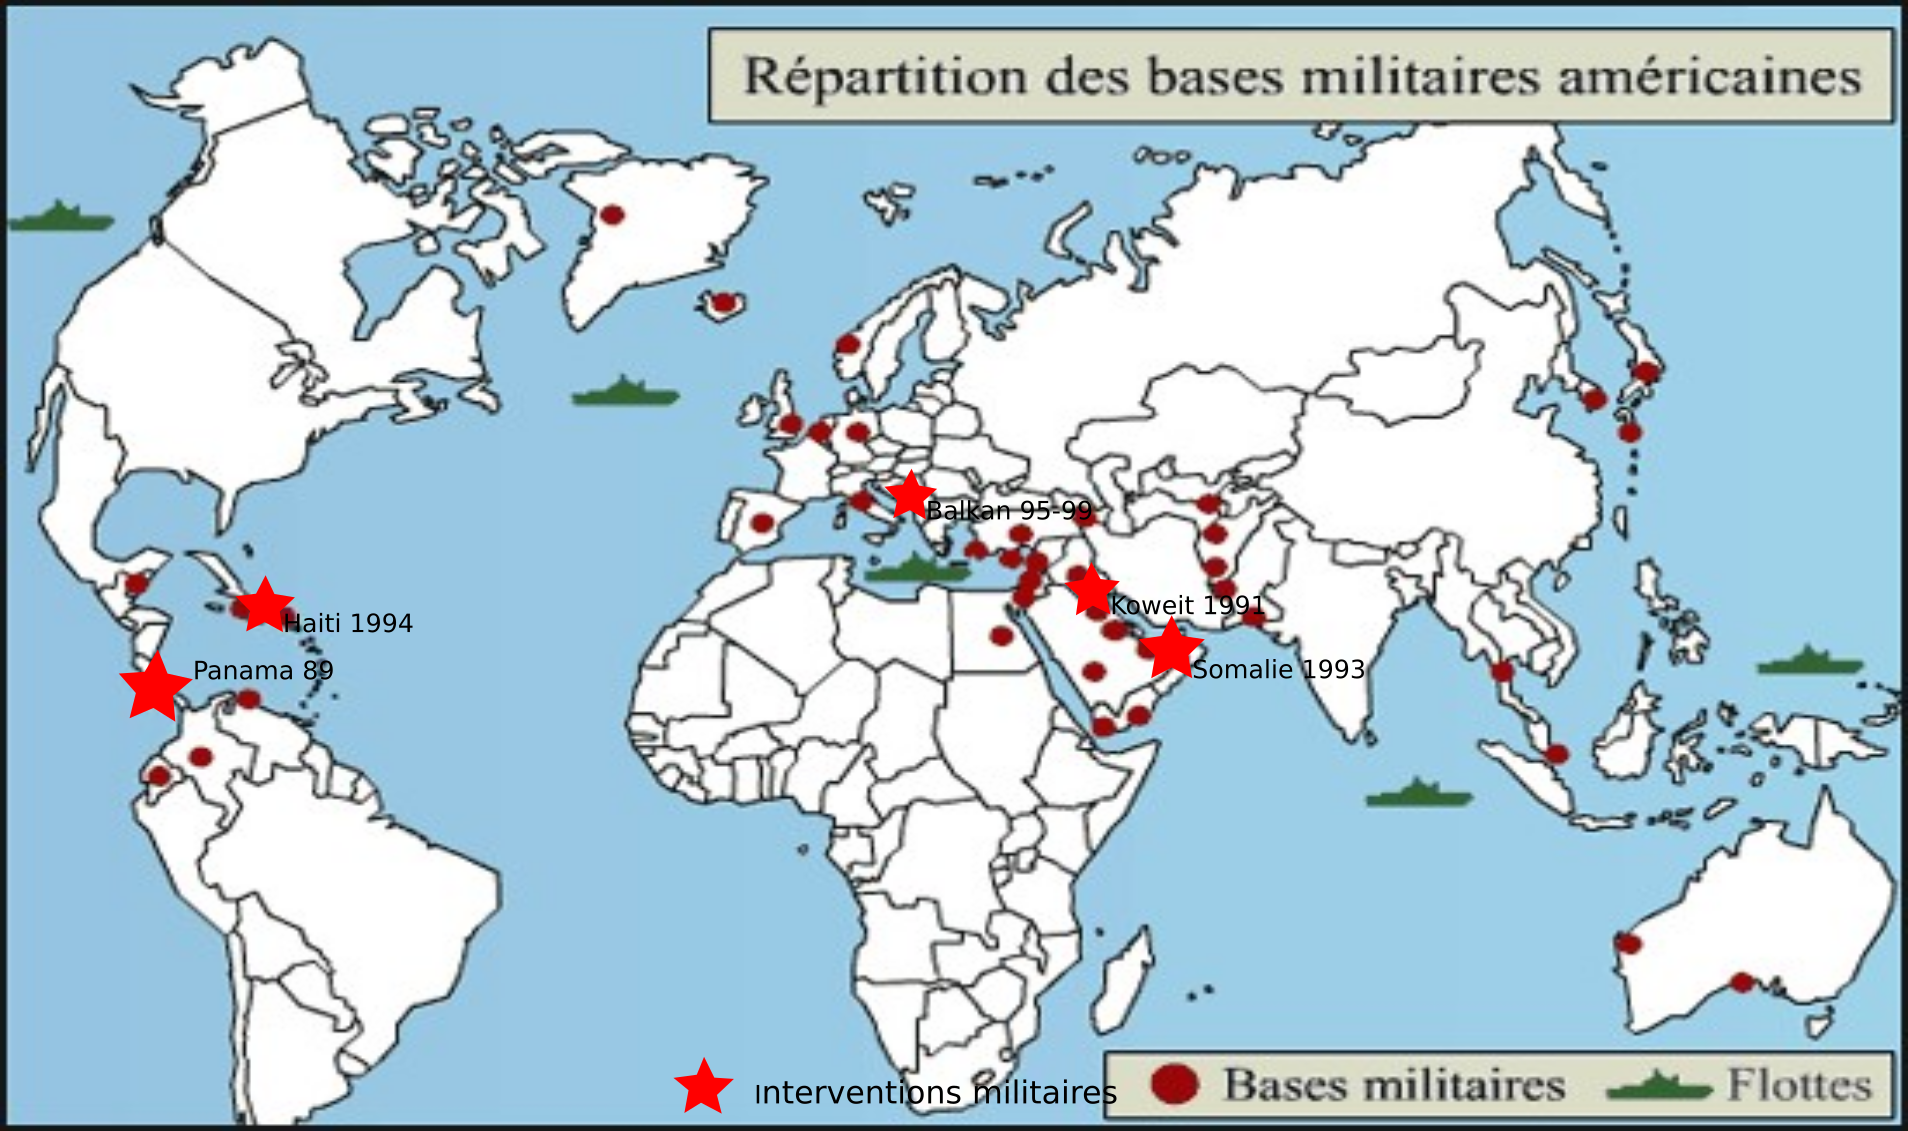 Répartition des bases militaires américaines
Balkan 95-99
Koweit 1991
Haiti 1994
Somalie 1993
Panama 89
Interventions militaires
Bases militaires
Flottes